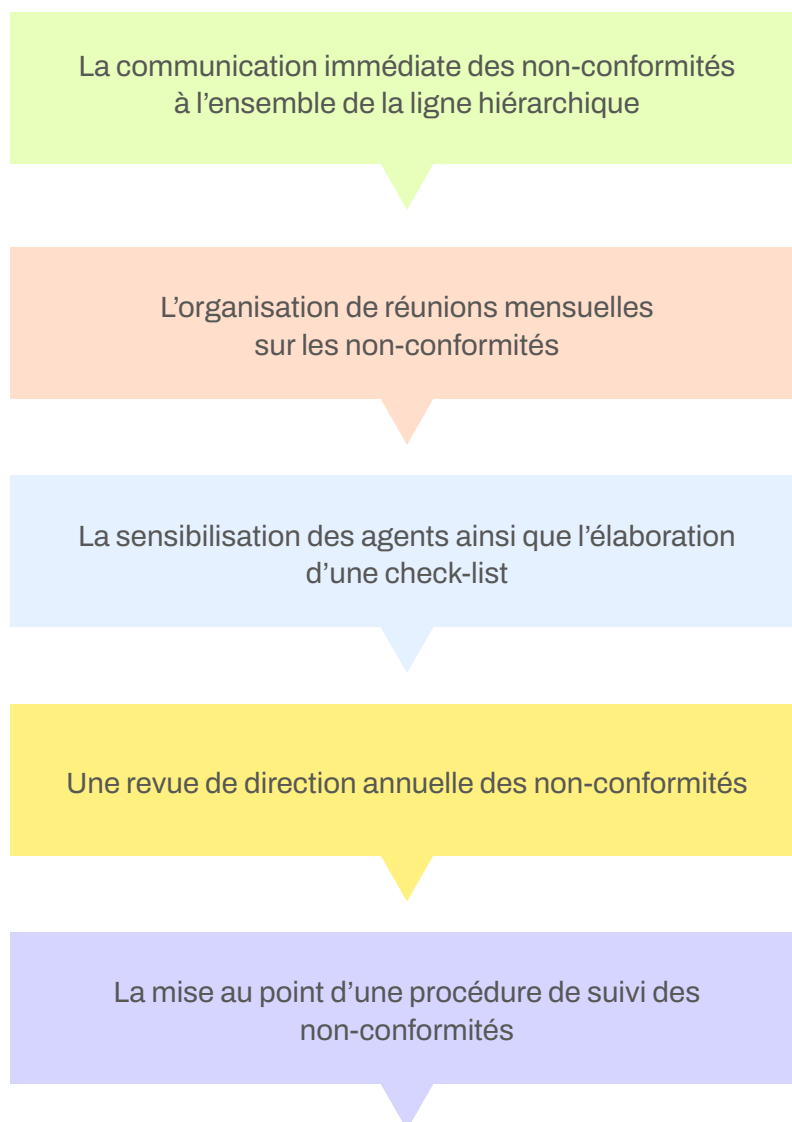 La communication immédiate des non-conformités
à l’ensemble de la ligne hiérarchique
L’organisation de réunions mensuelles
sur les non-conformités
La sensibilisation des agents ainsi que l’élaboration
d’une check-list
Une revue de direction annuelle des non-conformités
La mise au point d’une procédure de suivi des
non-conformités